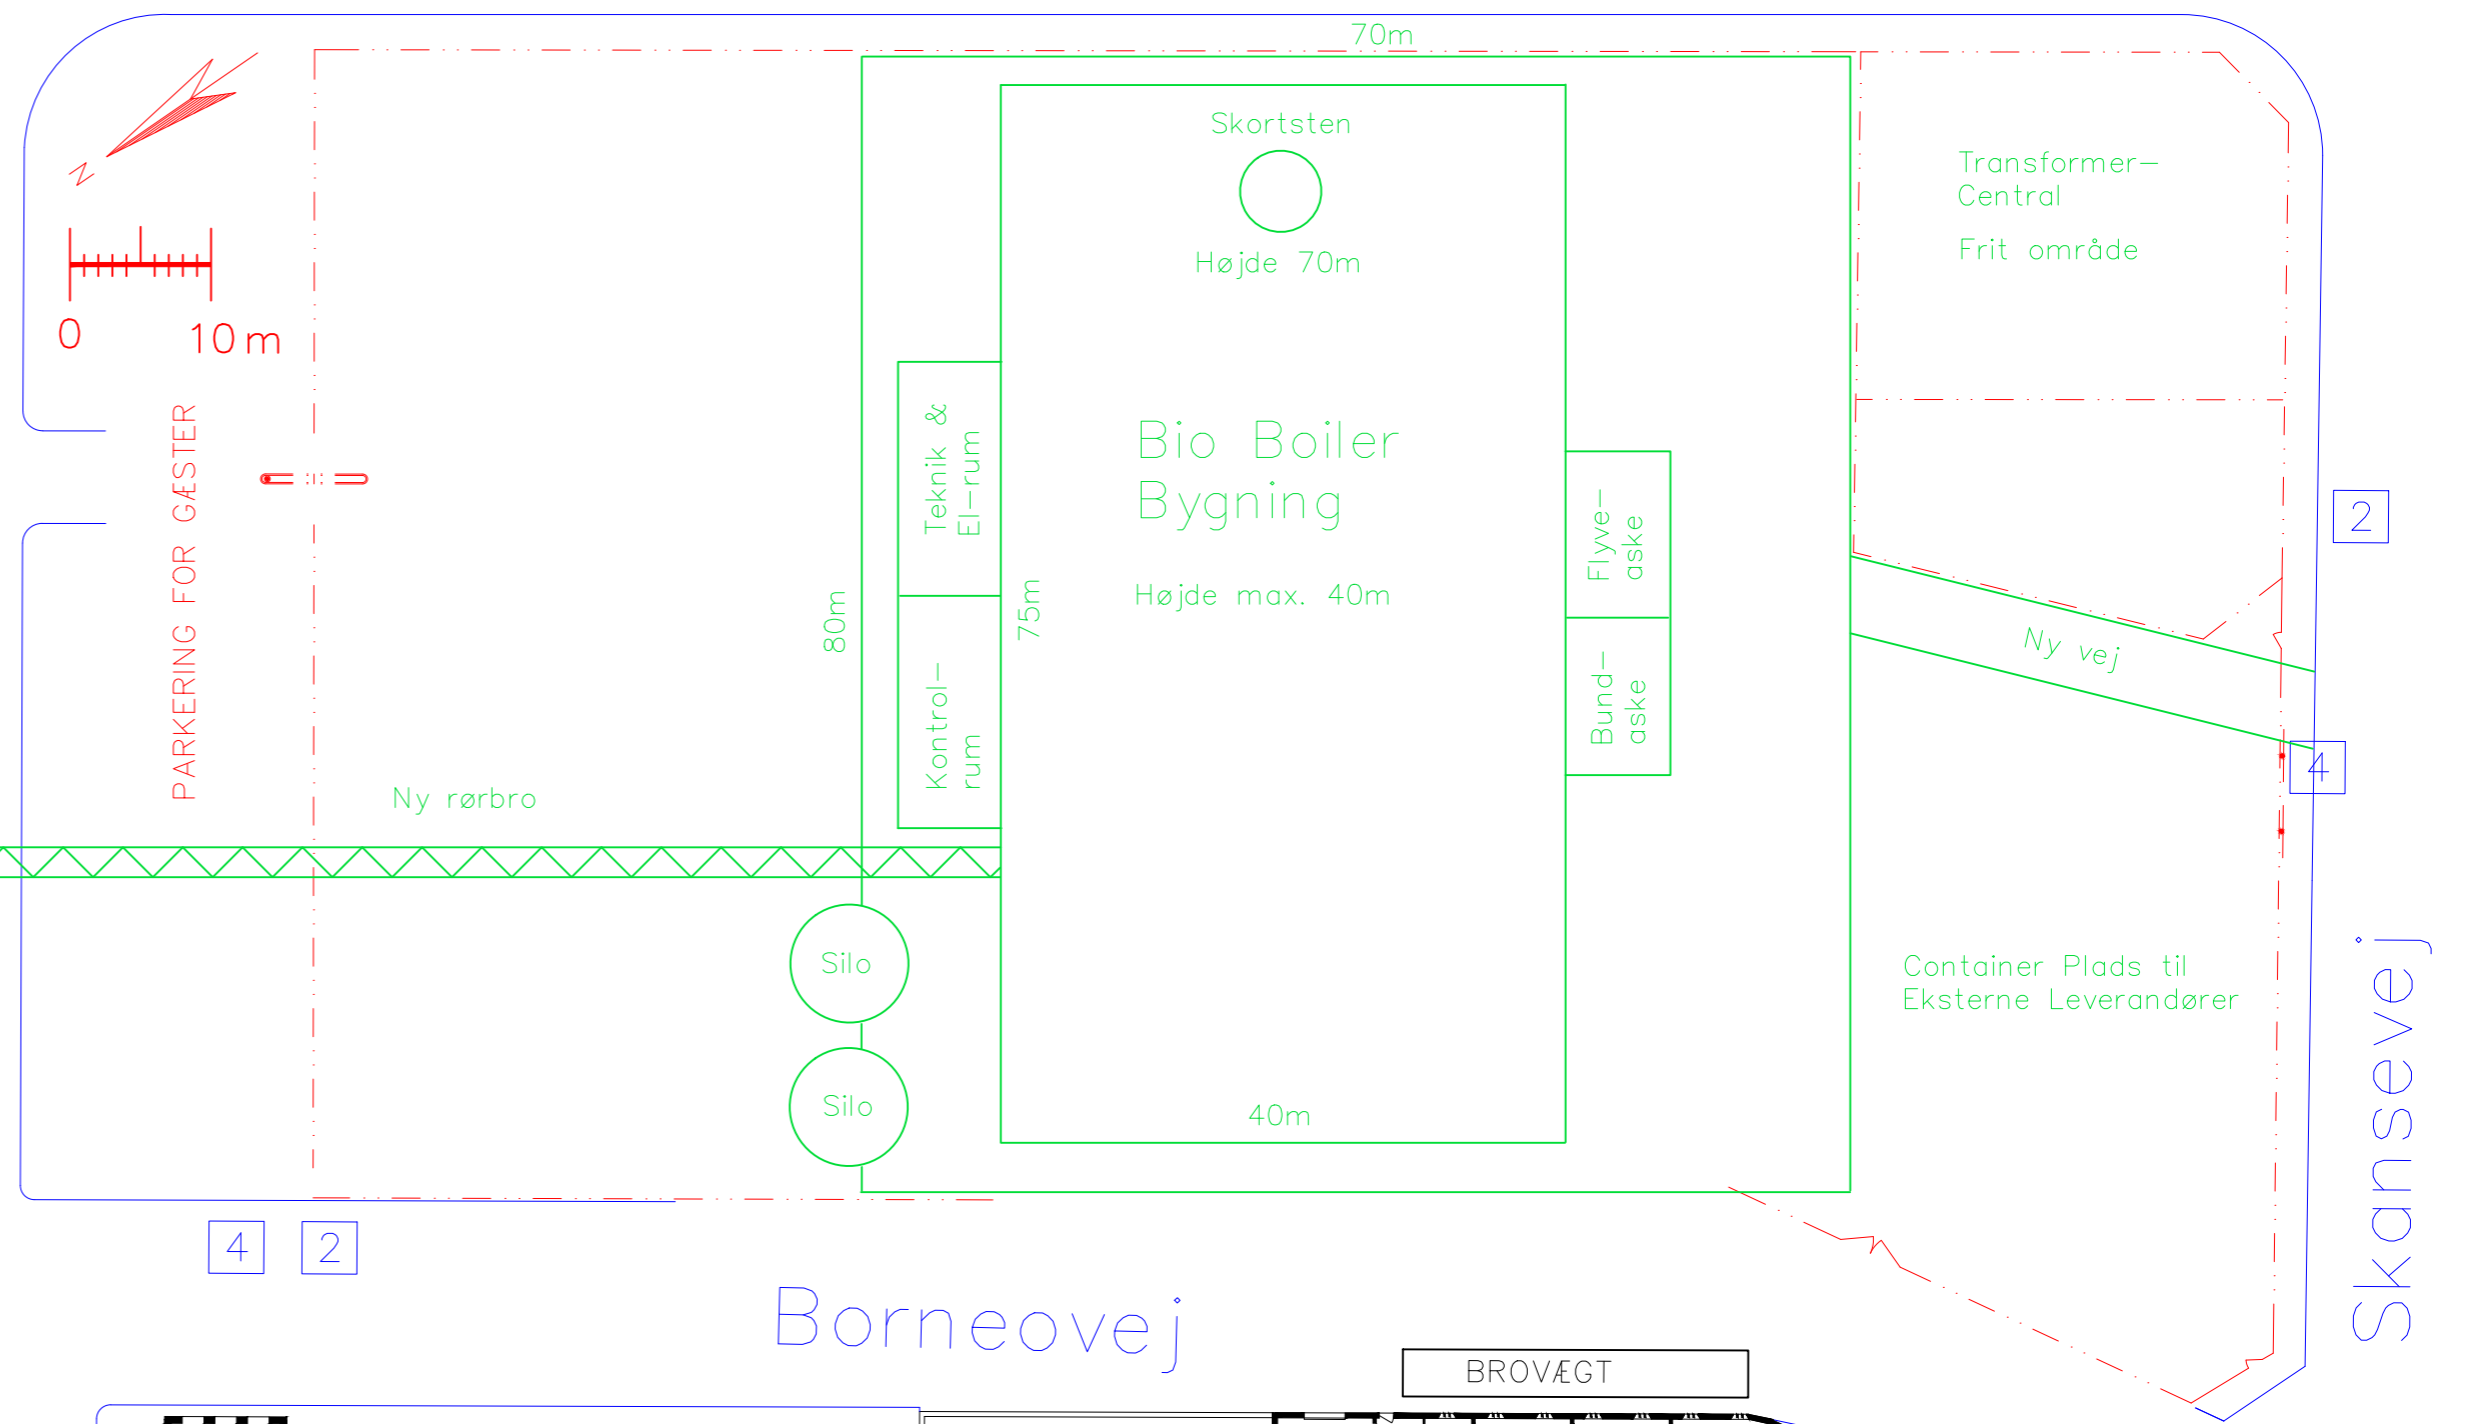 70m
N
0 10 m
Skortsten
Højde 70m
Transformer-
Central
Frit område
PARKERING FOR GÆSTER
Teknik &
El-rum
Bio Boiler
Bygning
Højde max. 40m
80m
75m
Flyve-
aske
2
Kontrol-
rum
Bund-
aske
Ny vej
4
Ny rørbro
Silo
Silo
Container Plads til
Eksterne Leverandører
40m
Skansevej
4 2
Borneovej
BROVÆGT